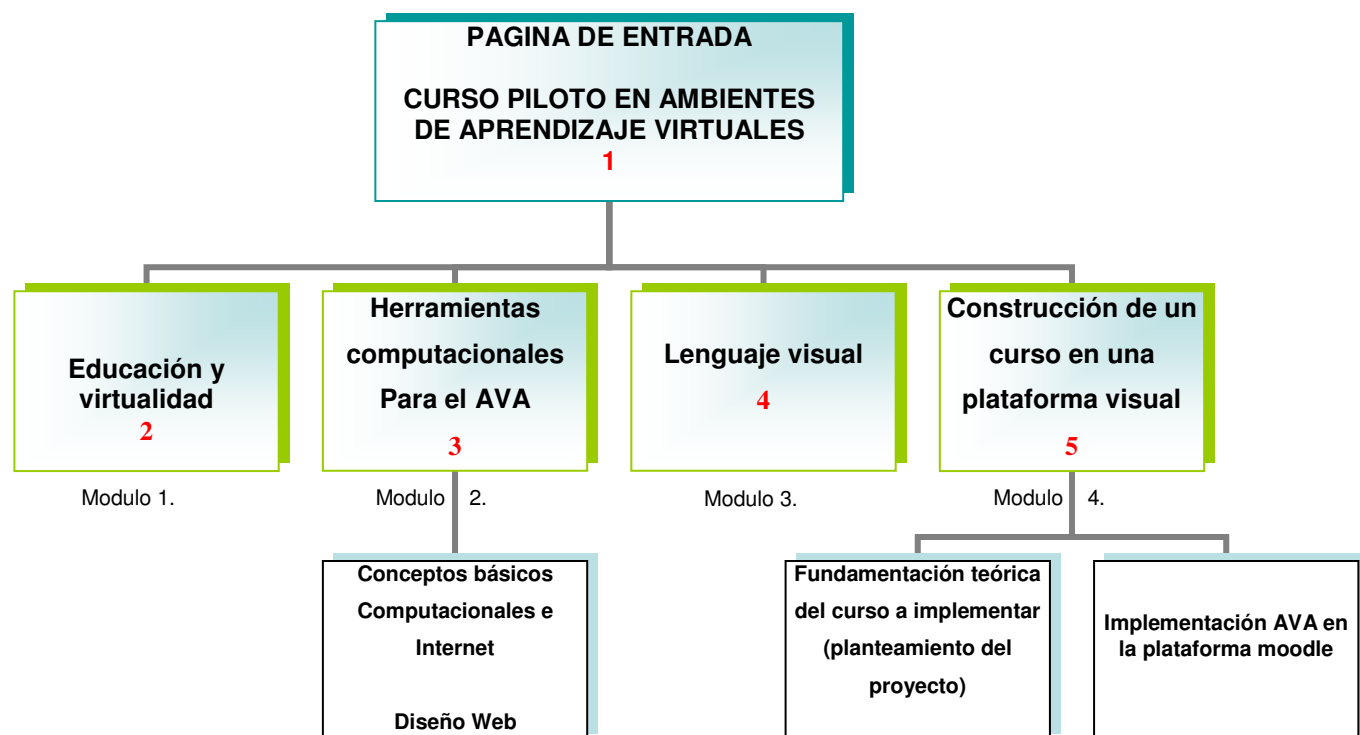 PAGINA DE ENTRADA
CURSO PILOTO EN AMBIENTES
DE APRENDIZAJE VIRTUALES
1
Educación y
virtualidad
2
Modulo 1.
Herramientas
computacionales
Para el AVA
3
Modulo 2.
Lenguaje visual
4
Modulo 3.
Construcción de un
curso en una
plataforma visual
5
Modulo 4.
Conceptos básicos
Computacionales e
Internet
Diseño Web
Fundamentación teórica
del curso a implementar
(planteamiento del
proyecto)
Implementación AVA en
la plataforma moodle